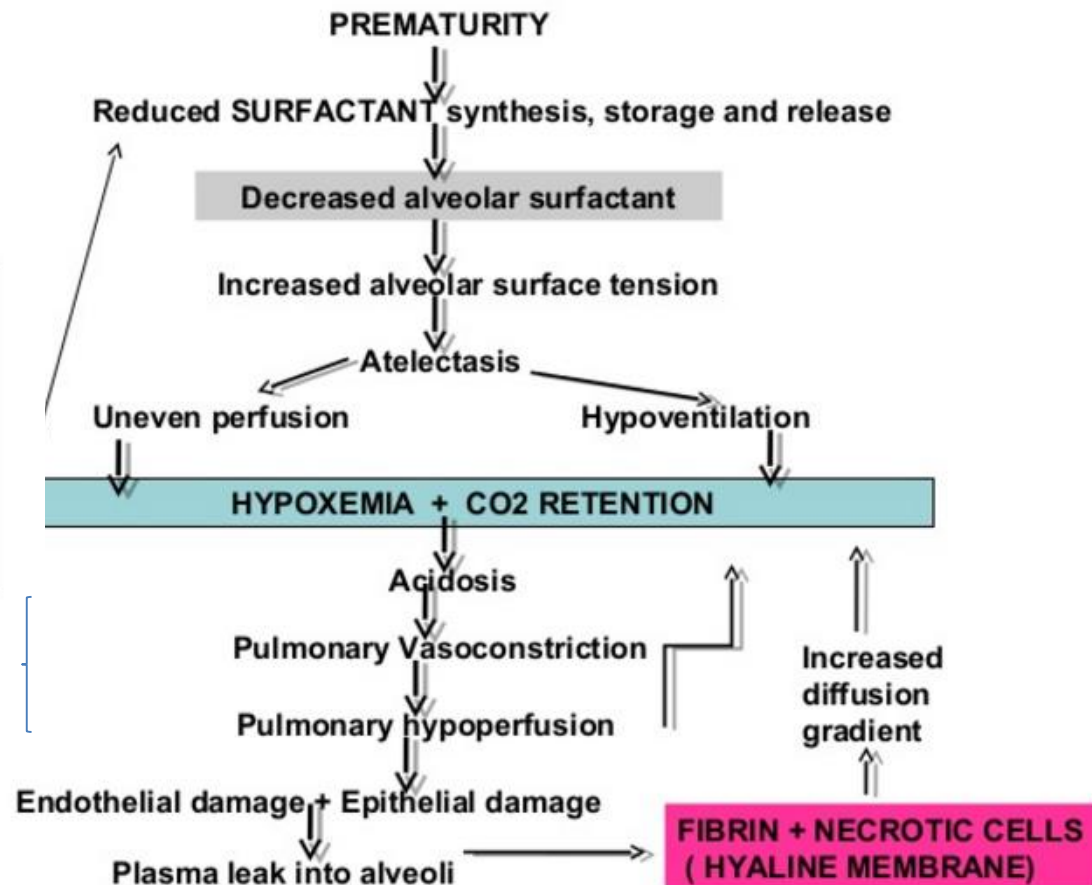 PREMATURITY
Reduced SURFACTANT synthesis, storage and release
Decreased alveolar surfactant
Increased alveolar surface tension
Atelectasis
Uneven perfusion
Hypoventilation
HYPOXEMIA + CO2 RETENTION
Acidosis
Pulmonary Vasoconstriction
Pulmonary hypoperfusion
Increased
diffusion
gradient
Endothelial damage + Epithelial damage
Plasma leak into alveoli
FIBRIN + NECROTIC CELLS
( HYALINE MEMBRANE)